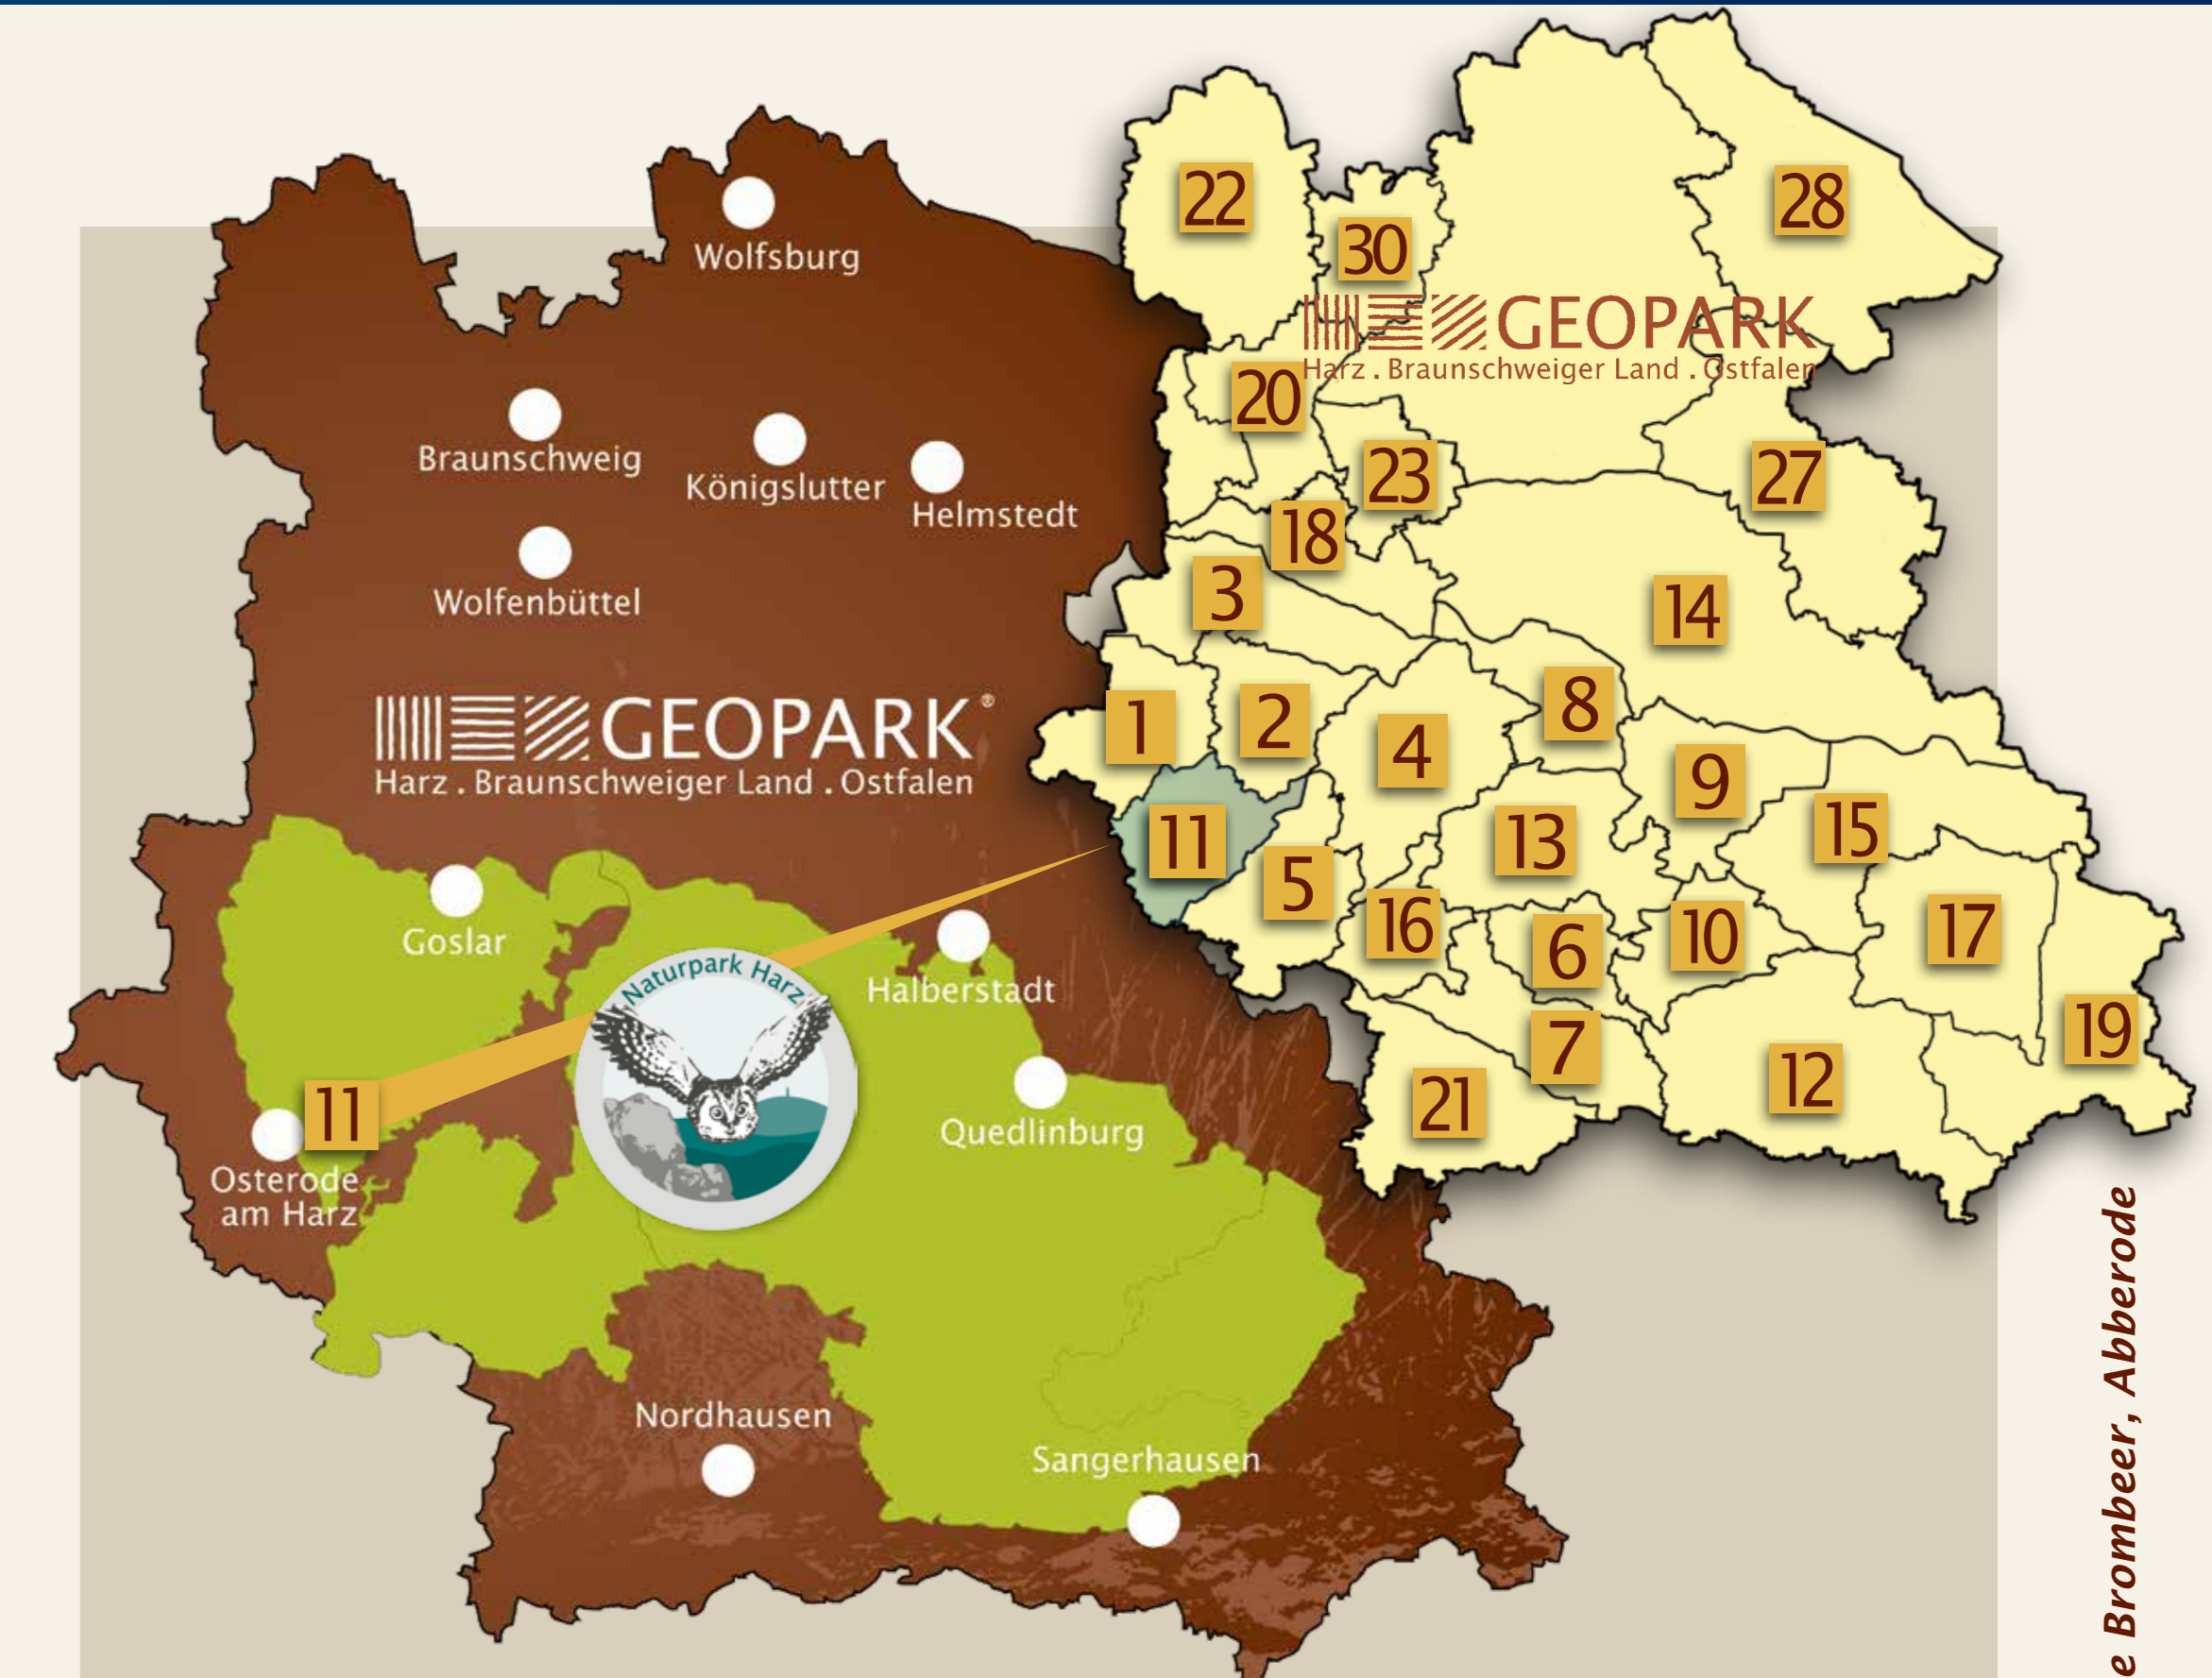 Wolfsburg
Braunschweig
Königslutter
Helmstedt
Wolfenbüttel
GEOPARK®
Harz . Braunschweiger Land . Ostfalen
Goslar
Halberstadt
Naturpark Harz
Quedlinburg
11
Osterode
am Harz
Nordhausen
Sangerhausen
22
28
30
GEOPARK
Harz . Braunschweiger Land . Ostfalen
20
23
27
18
3
14
1
2
8
4
9
11
13
15
5
16
6
10
17
7
19
12
21
Brombeer, Abberode